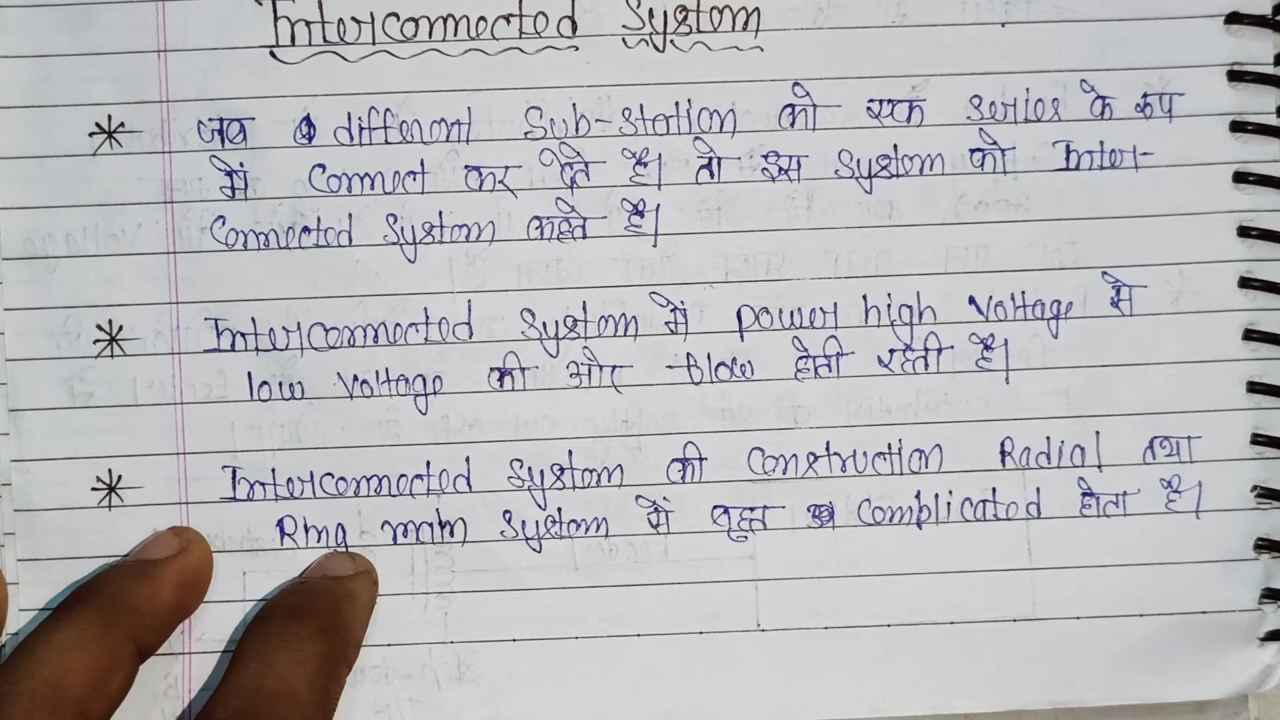 Interconnected System
* जब different Sub-station को एक series के रूप
में Connect कर देते है। तो इस System को Inter-
Connected System कहते है।
* Interconnected System में power high voltage से
low voltage की ओर flow होती रहती है।
* Interconnected System की Construction Radial तथा
Ring main System से बहुत complicated होता है।